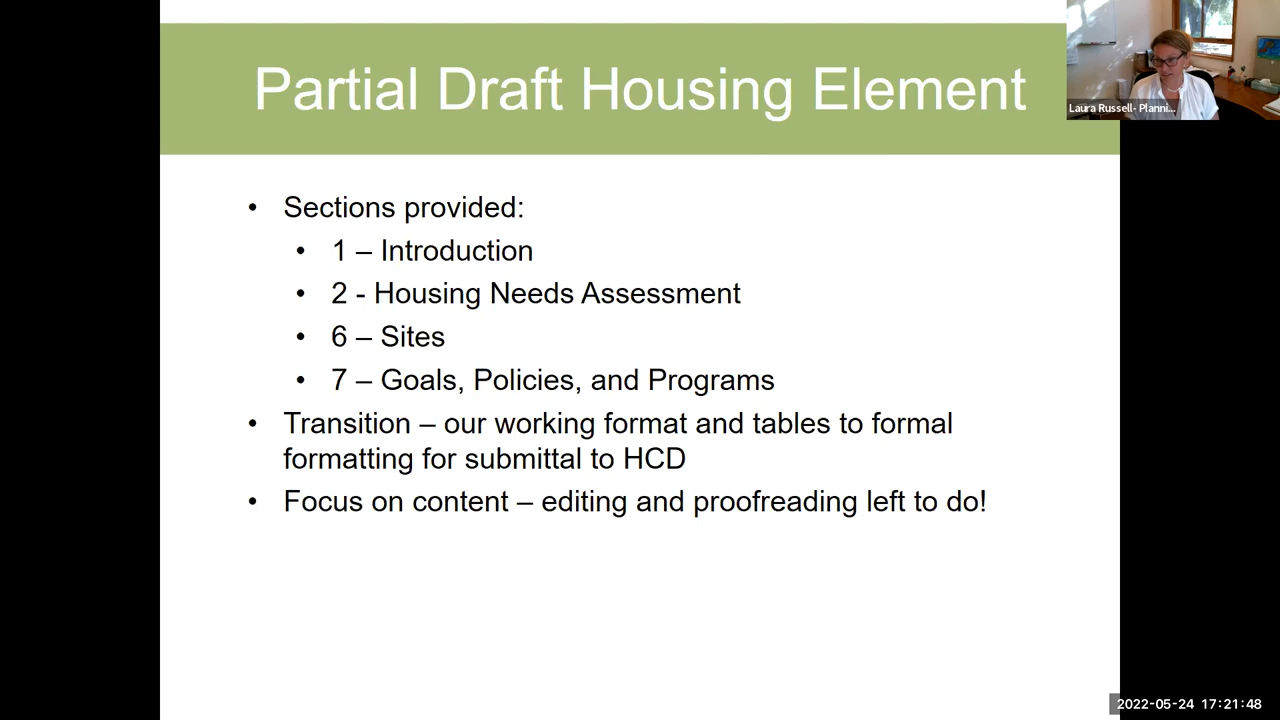 Partial Draft Housing Element
Laura Russell- Planni...
• Sections provided:
• 1 – Introduction
• 2 - Housing Needs Assessment
• 6 – Sites
• 7 – Goals, Policies, and Programs
• Transition – our working format and tables to formal
formatting for submittal to HCD
• Focus on content – editing and proofreading left to do!
2022-05-24 17:21:48